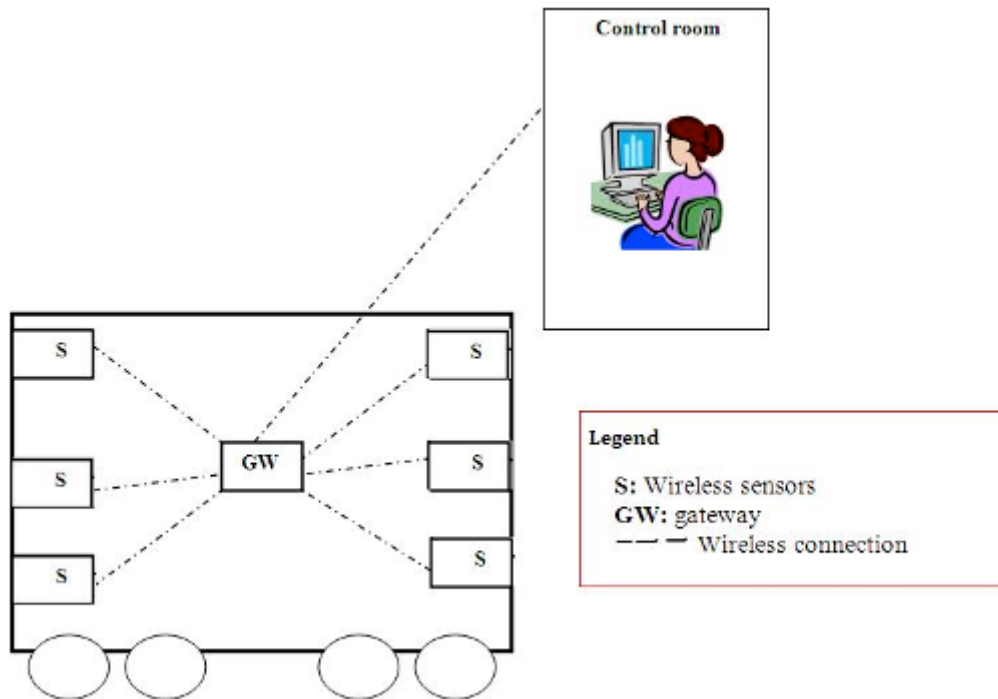 Control room
S
S
GW
S
S
S
S
Legend
S: Wireless sensors
GW: gateway
Wireless connection